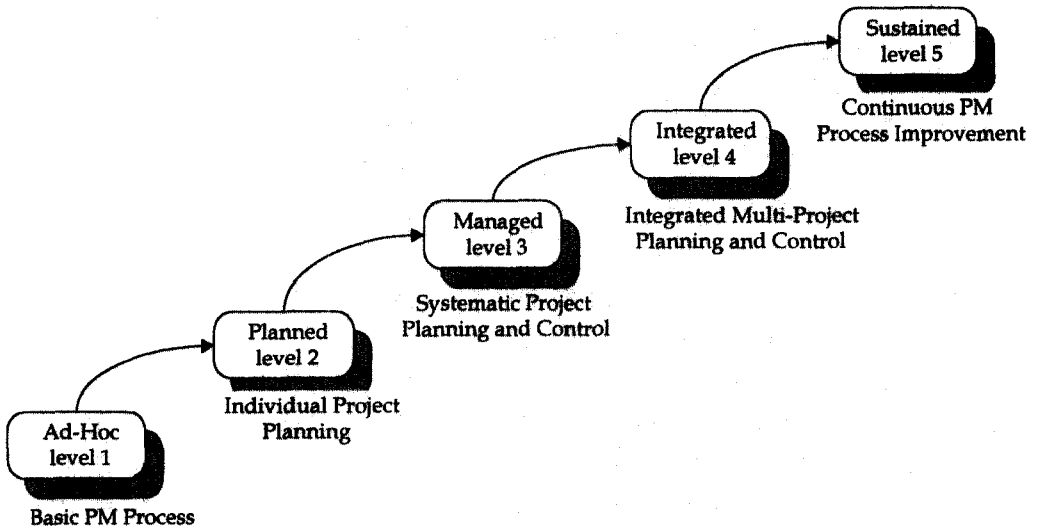 Sustained
level 5
Continuous PM
Process Improvement
Integrated
level 4
Integrated Multi-Project
Planning and Control
Managed
level 3
Systematic Project
Planning and Control
Planned
level 2
Individual Project
Planning
Ad-Hoc
level 1
Basic PM Process